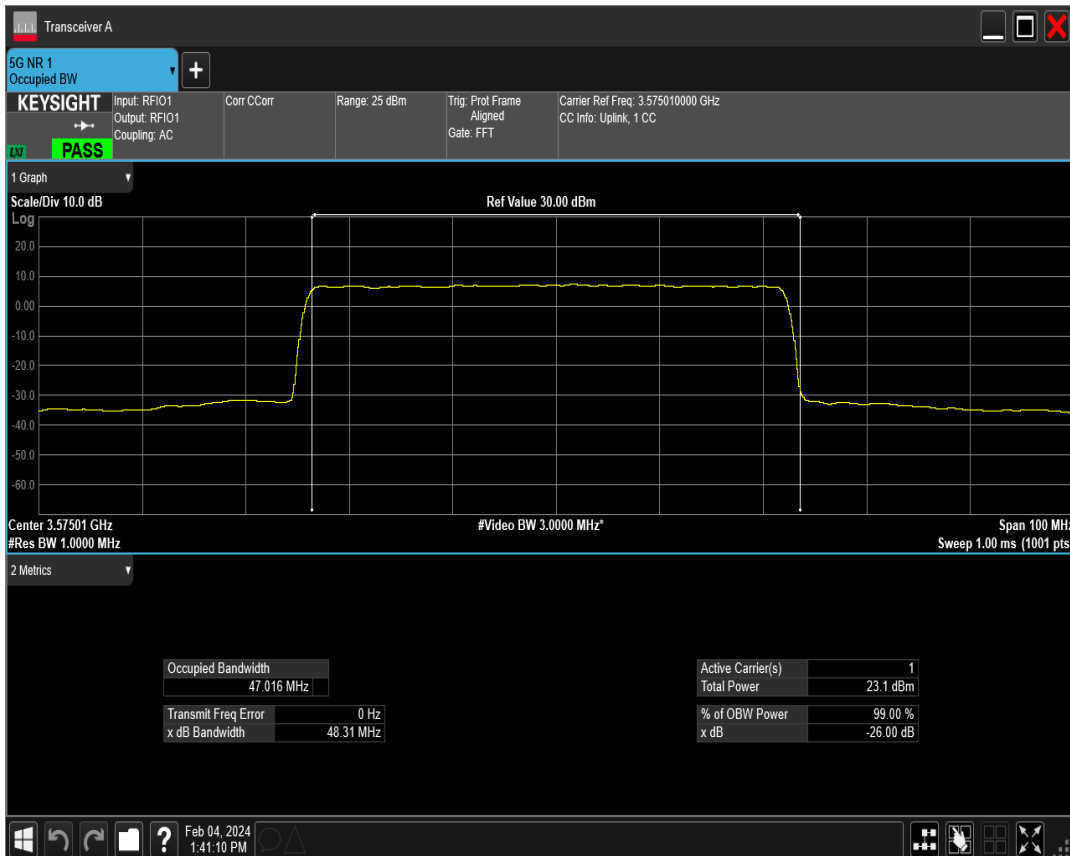 Transceiver A
5G NR 1
Occupied BW
+
KEYSIGHT
LXI
PASS
Input: RFIO1
Output: RFIO1
Coupling: AC
Corr CCorr
Range: 25 dBm
Trig: Prot Frame
Aligned
Gate: FFT
Carrier Ref Freq: 3.575010000 GHz
CC Info: Uplink, 1 CC
1 Graph
Scale/Div 10.0 dB
Ref Value 30.00 dBm
Log
20.0
10.0
0.00
-10.0
-20.0
-30.0
-40.0
-50.0
-60.0
Center 3.57501 GHz
#Video BW 3.0000 MHz*
Span 100 MHz
#Res BW 1.0000 MHz
Sweep 1.00 ms (1001 pts
2 Metrics
Occupied Bandwidth
47.016 MHz
Transmit Freq Error 0 Hz
x dB Bandwidth 48.31 MHz
Active Carrier(s) 1
Total Power 23.1 dBm
% of OBW Power 99.00 %
x dB -26.00 dB
?
Feb 04, 2024
1:41:10 PM